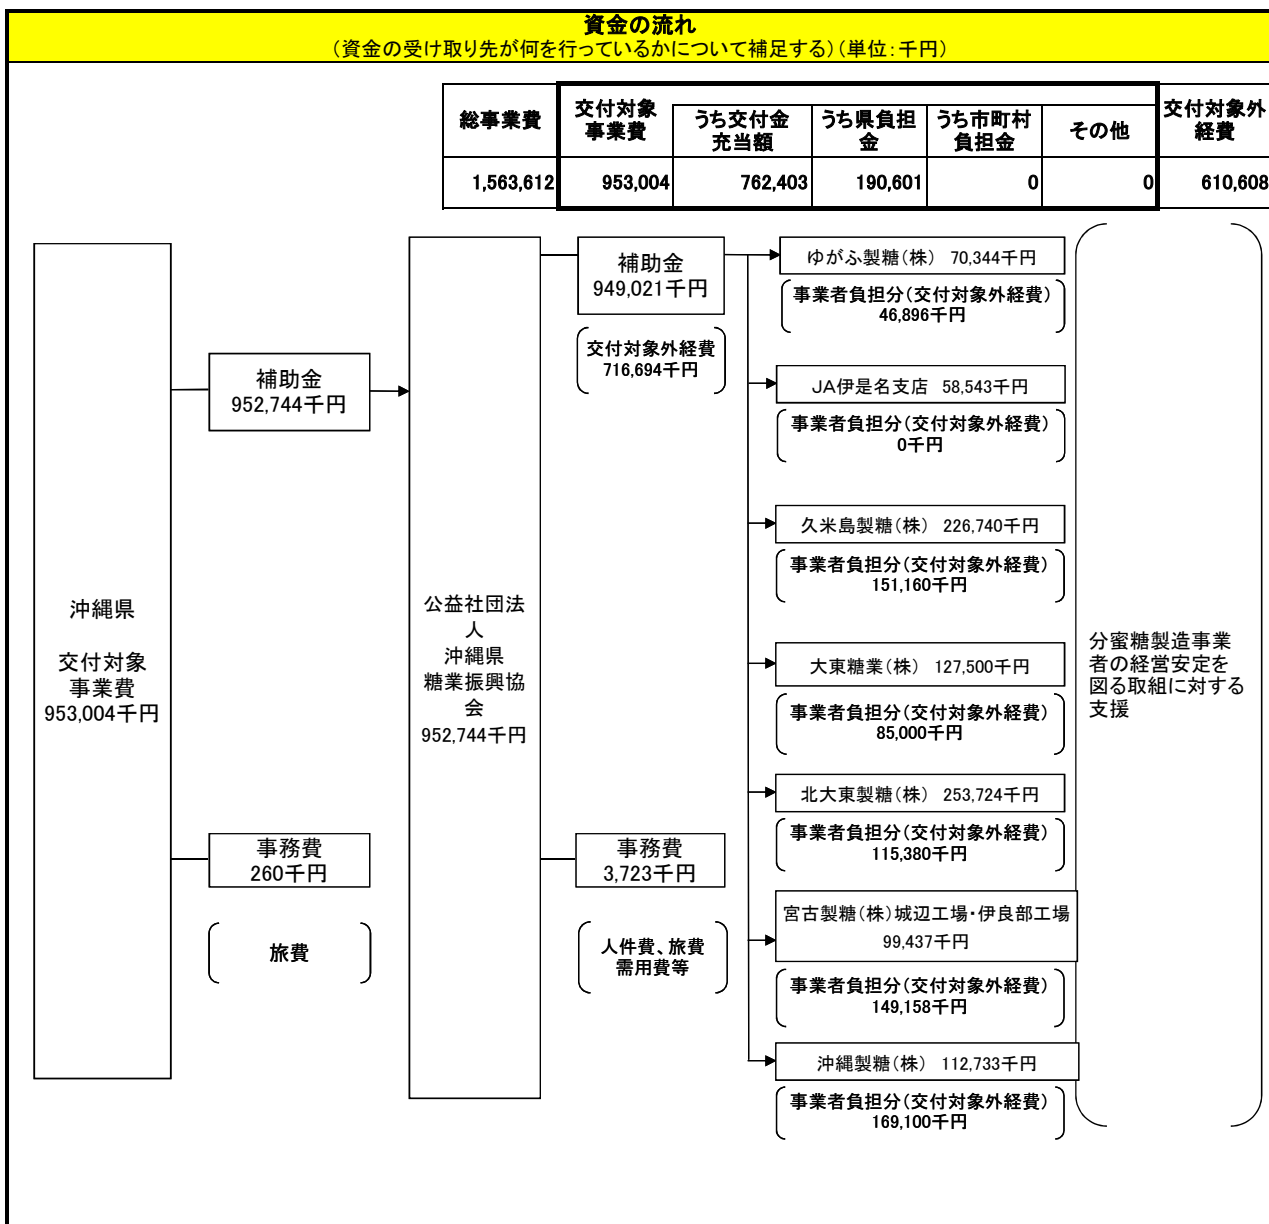 資金の流れ
（資金の受け取り先が何を行っているかについて補足する）（単位：千円）
総事業費
交付対象
事業費
うち交付金
充当額
うち県負担
金
うち市町村
負担金
その他
交付対象外
経費
1,563,612
953,004
762,403
190,601
0
0
610,608
沖縄県
交付対象
事業費
953,004千円
補助金
952,744千円
事務費
260千円
旅費
公益社団法
人
沖縄県
糖業振興協
会
952,744千円
補助金
949,021千円
交付対象外経費
716,694千円
事務費
3,723千円
人件費、旅費
需用費等
ゆがふ製糖（株） 70,344千円
事業者負担分（交付対象外経費）
46,896千円
JA伊是名支店 58,543千円
事業者負担分（交付対象外経費）
0千円
久米島製糖（株） 226,740千円
事業者負担分（交付対象外経費）
151,160千円
大東糖業（株） 127,500千円
事業者負担分（交付対象外経費）
85,000千円
北大東製糖（株） 253,724千円
事業者負担分（交付対象外経費）
115,380千円
宮古製糖（株）城辺工場・伊良部工場
99,437千円
事業者負担分（交付対象外経費）
149,158千円
沖縄製糖（株） 112,733千円
事業者負担分（交付対象外経費）
169,100千円
分蜜糖製造事業
者の経営安定を
図る取組に対する
支援